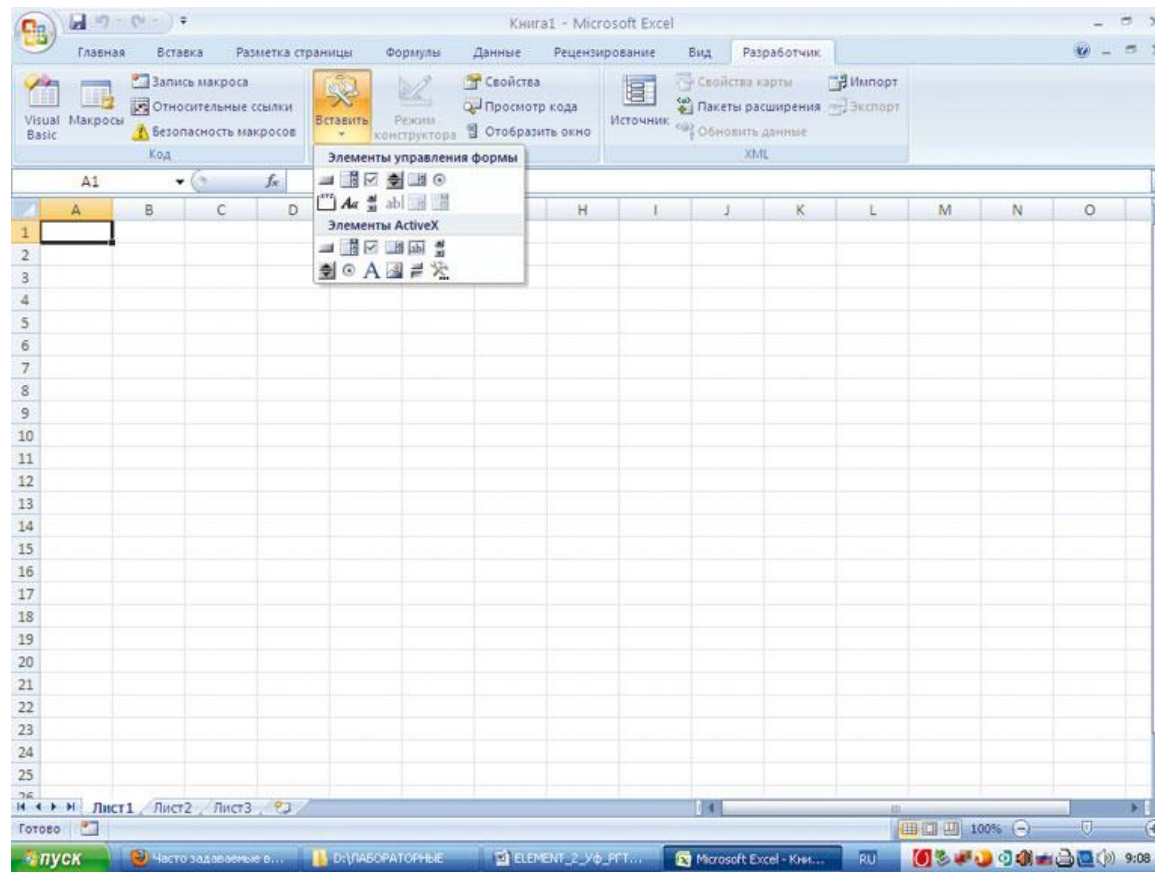 Книга1 - Microsoft Excel
Главная Вставка Разметка страницы Формулы Данные Рецензирование Вид Разработчик
Visual Basic
Макросы
Запись макроса
Относительные ссылки
Безопасность макросов
Код
Вставить
Режим конструктора
Свойства
Просмотр кода
Отобразить окно
Источник
Свойства карты
Пакеты расширения
Обновить данные
Импорт
Экспорт
XML
Элементы управления формы
Aa ab|
Элементы ActiveX
ab|
A
A1 fx
A B C D H I J K L M N O
1
2
3
4
5
6
7
8
9
10
11
12
13
14
15
16
17
18
19
20
21
22
23
24
25
26
Лист1 Лист2 Лист3
Готово 100%
пуск Часто задаваемые в... D:\ЛАБОРАТОРНЫЕ ELEMENT_2_Уф_РГТ... Microsoft Excel - Кни... RU 9:08